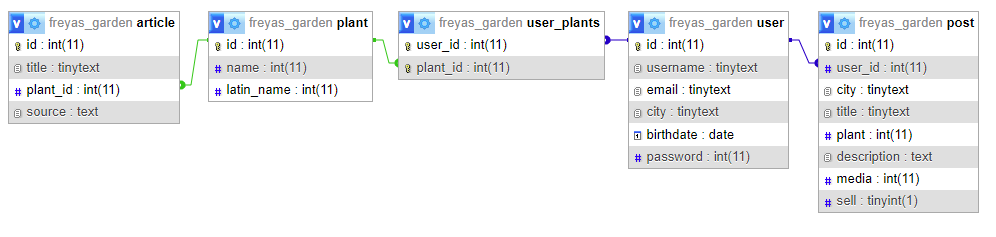 freyas_garden article
id : int(11)
title : tinytext
plant_id : int(11)
source : text
freyas_garden plant
id : int(11)
name : int(11)
latin_name : int(11)
freyas_garden user_plants
user_id : int(11)
plant_id : int(11)
freyas_garden user
id : int(11)
username : tinytext
email : tinytext
city : tinytext
birthdate : date
password : int(11)
freyas_garden post
id : int(11)
user_id : int(11)
city : tinytext
title : tinytext
plant : int(11)
description : text
media : int(11)
sell : tinyint(1)